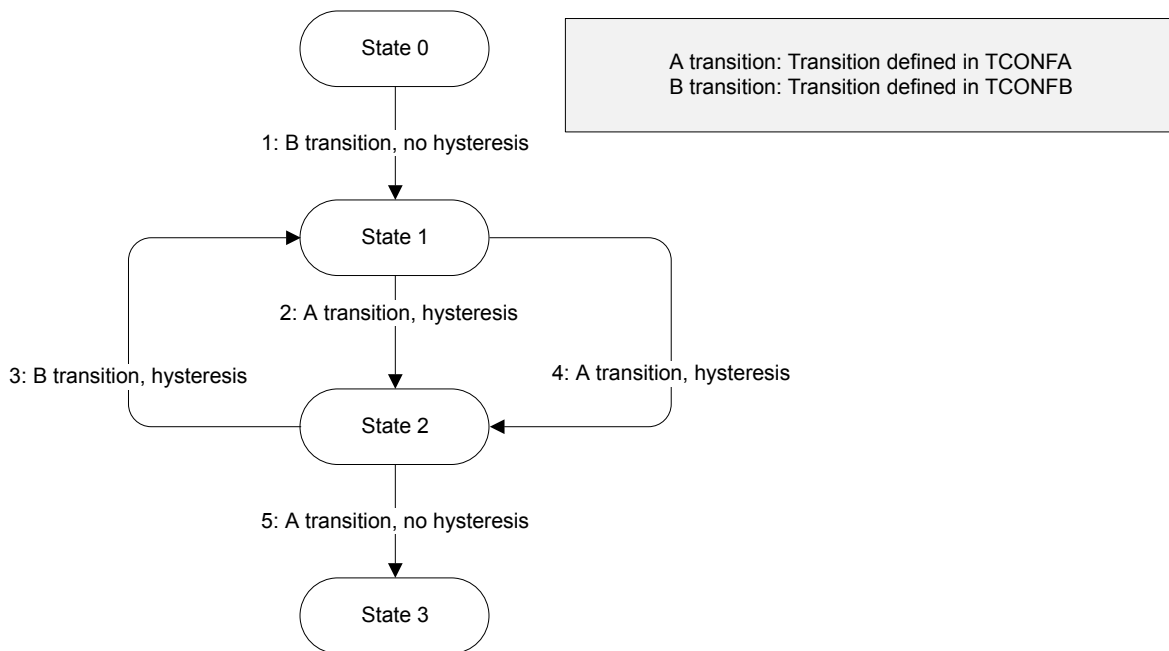 State 0
A transition: Transition defined in TCONFA
B transition: Transition defined in TCONFB
1: B transition, no hysteresis
State 1
2: A transition, hysteresis
3: B transition, hysteresis
4: A transition, hysteresis
State 2
5: A transition, no hysteresis
State 3